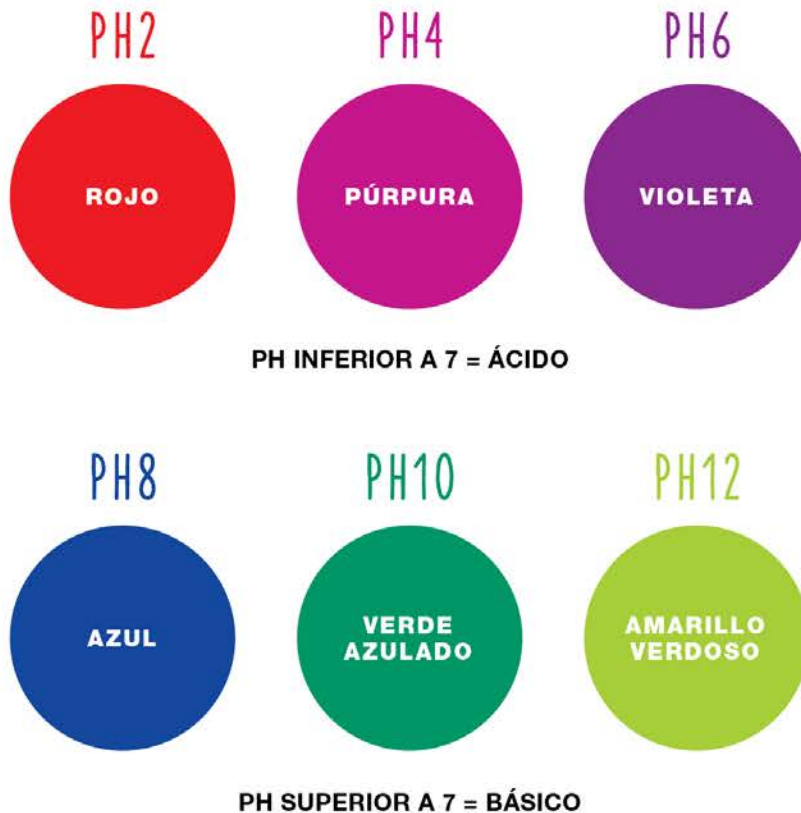 PH2
PH4
PH6
ROJO
PÚRPURA
VIOLETA
PH INFERIOR A 7 = ÁCIDO
PH8
PH10
PH12
AZUL
VERDE
AZULADO
AMARILLO
VERDOSO
PH SUPERIOR A 7 = BÁSICO